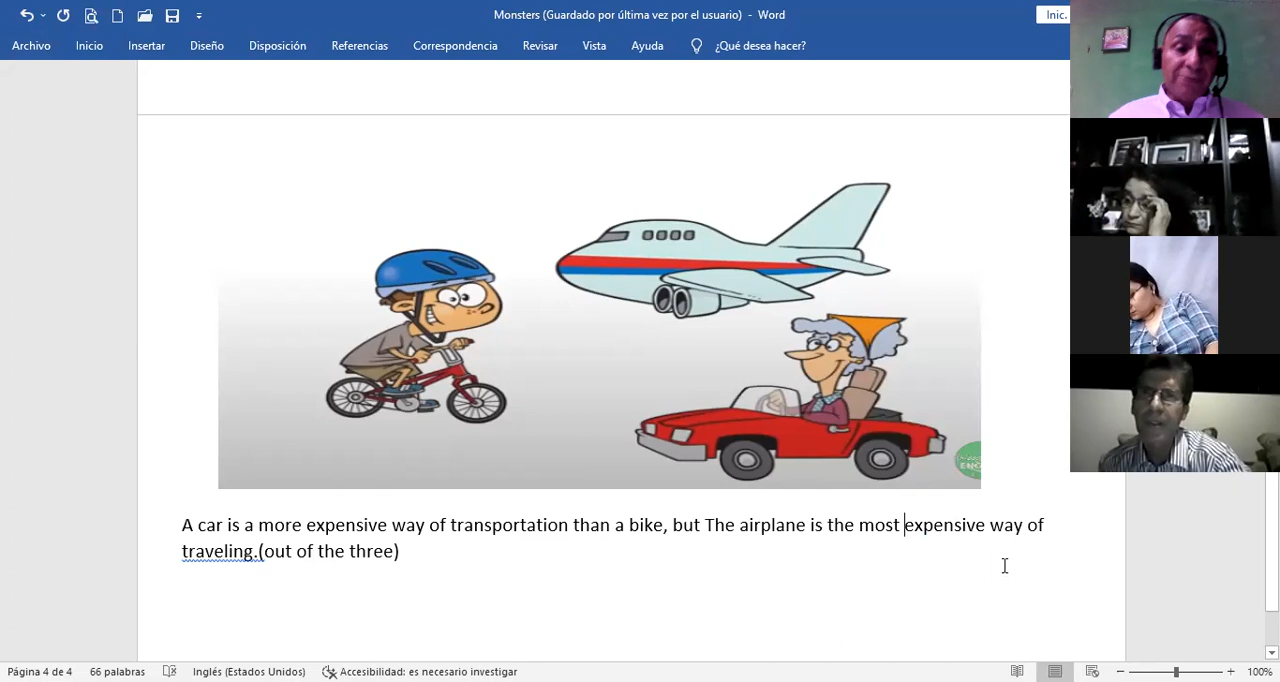 Monsters (Guardado por última vez por el usuario) - Word
Inic.
Archivo Inicio Insertar Diseño Disposición Referencias Correspondencia Revisar Vista Ayuda ¿Qué desea hacer?
A car is a more expensive way of transportation than a bike, but The airplane is the most expensive way of
traveling.(out of the three)
Página 4 de 4 66 palabras Inglés (Estados Unidos) Accesibilidad: es necesario investigar 100%